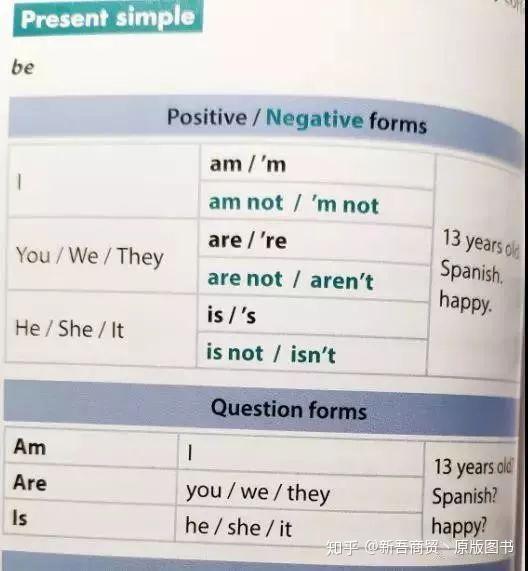 Present simple
be
Positive / Negative forms
I
am / 'm
am not / 'm not
You / We / They
are / 're
are not / aren't
He / She / It
is / 's
is not / isn't
13 years old.
Spanish.
happy.
Question forms
Am
I
Are
you / we / they
Is
he / she / it
13 years old?
Spanish?
happy?
知乎 @新吾商贸丶原版图书